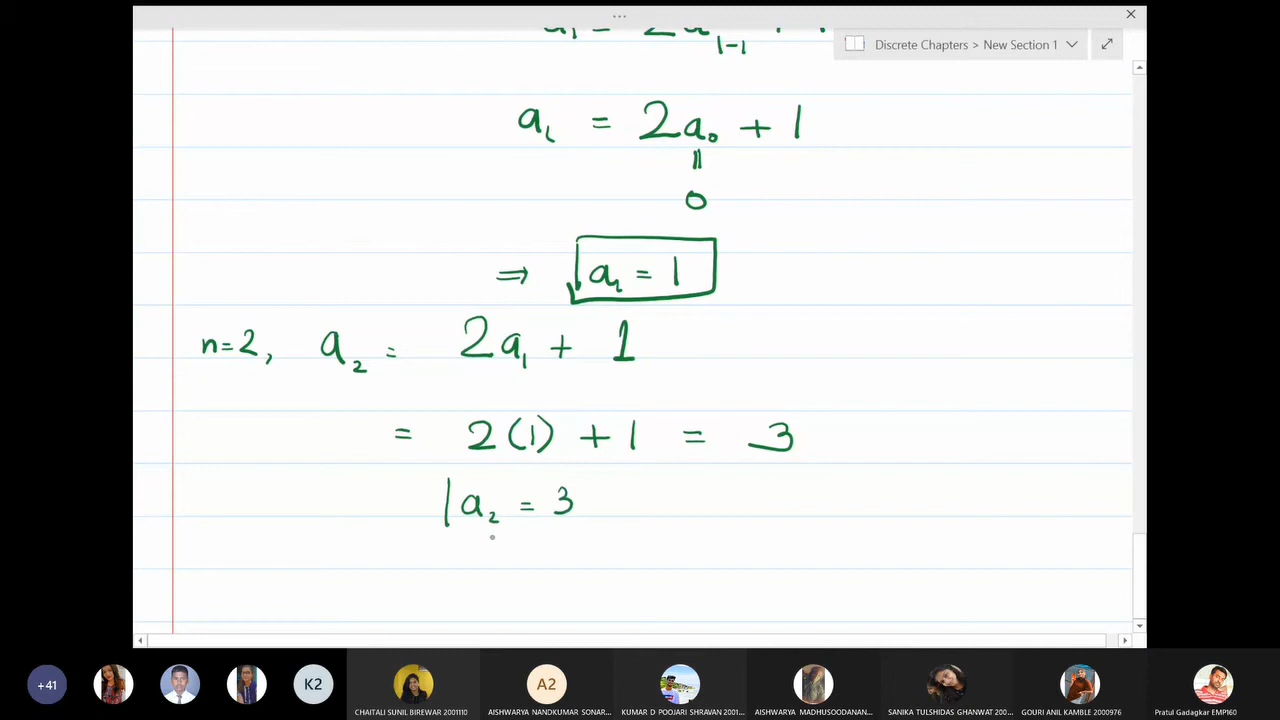 Discrete Chapters > New Section 1
a₁ = 2a₀ + 1
॥
0
⇒ a₁ = 1
n=2, a₂ = 2a₁ + 1
= 2(1) + 1 = 3
a₂ = 3
+41
K2
A2
CHAITALI SUNIL BIREWAR 2001110
AISHWARYA NANDKUMAR SONAR...
KUMAR D POOJARI SHRAVAN 2001...
AISHWARYA MADHUSOODANAN...
SANIKA TULSHIDAS GHANWAT 200...
GOURI ANIL KAMBLE 2000976
Pratul Gadagkar EMP160